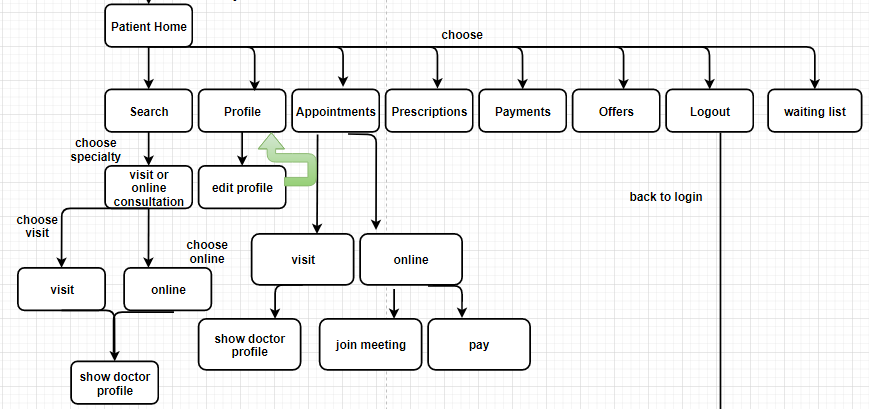 Patient Home
choose
Search
Profile
Appointments
Prescriptions
Payments
Offers
Logout
waiting list
choose
specialty
visit or
online
consultation
edit profile
back to login
choose
visit
choose
online
visit
online
visit
online
show doctor
profile
join meeting
pay
show doctor
profile